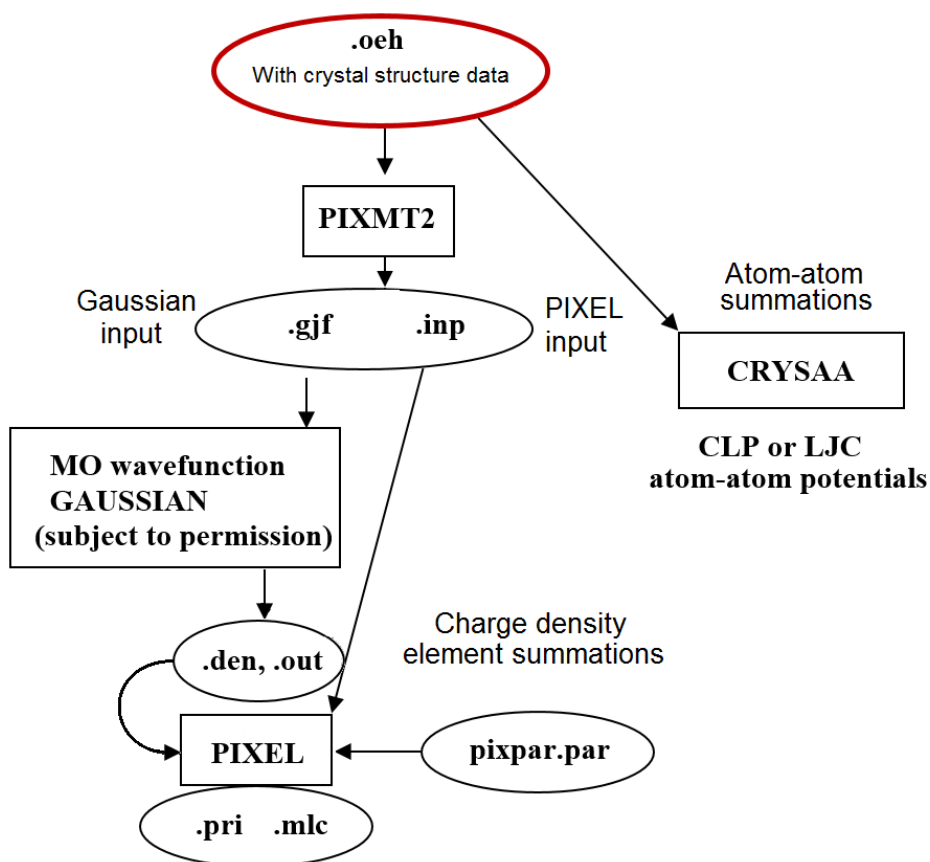 .oeh
With crystal structure data
PIXMT2
Gaussian
input
.gjf .inp
PIXEL
input
Atom-atom
summations
CRYSAA
CLP or LJC
atom-atom potentials
MO wavefunction
GAUSSIAN
(subject to permission)
.den, .out
Charge density
element summations
PIXEL
pixpar.par
.pri .mlc